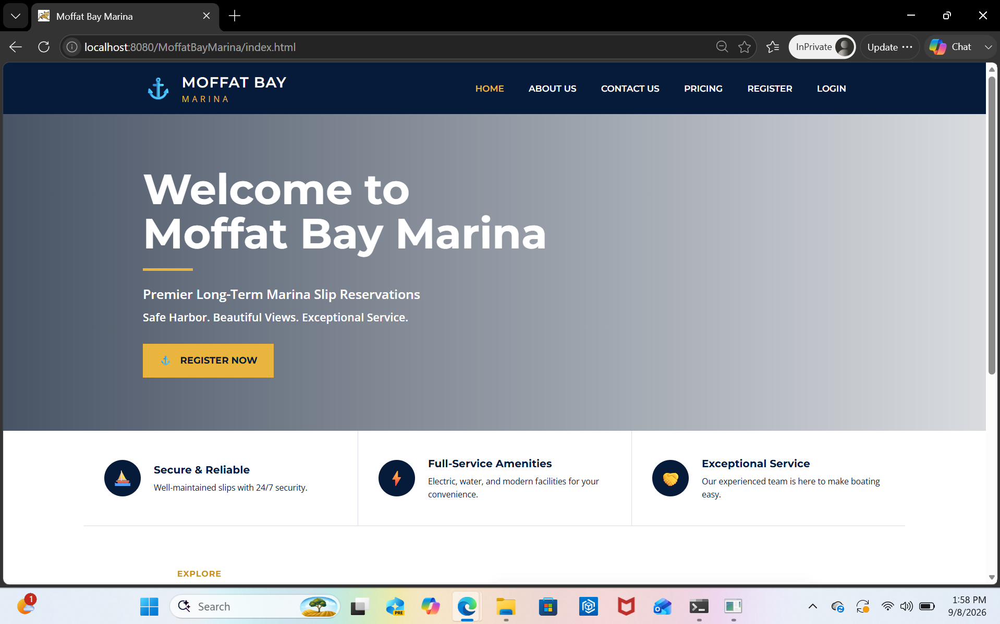 Moffat Bay Marina
localhost:8080/MoffatBayMarina/index.html
InPrivate
Update
Chat
MOFFAT BAY
MARINA
HOME
ABOUT US
CONTACT US
PRICING
REGISTER
LOGIN
Welcome to
Moffat Bay Marina
Premier Long-Term Marina Slip Reservations
Safe Harbor. Beautiful Views. Exceptional Service.
REGISTER NOW
Secure & Reliable
Well-maintained slips with 24/7 security.
Full-Service Amenities
Electric, water, and modern facilities for your
convenience.
Exceptional Service
Our experienced team is here to make boating
easy.
EXPLORE
1
Search
PRE
1:58 PM
9/8/2026